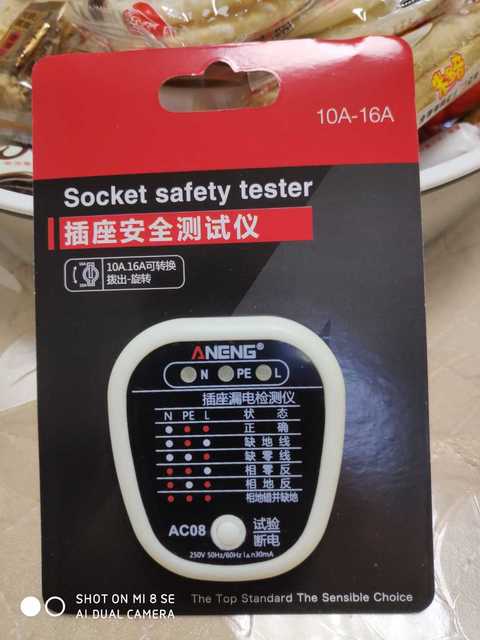 10A-16A
Socket safety tester
插座安全测试仪
10A.16A可转换
拔出-旋转
ANENG®
N PE L
插座漏电检测仪
N PE L 状态
正确
缺地线
缺零线
相零反
相地反
相地错并缺地
AC08
试验
断电
250V 50Hz/60Hz I△n30mA
The Top Standard The Sensible Choice
SHOT ON MI 8 SE
AI DUAL CAMERA